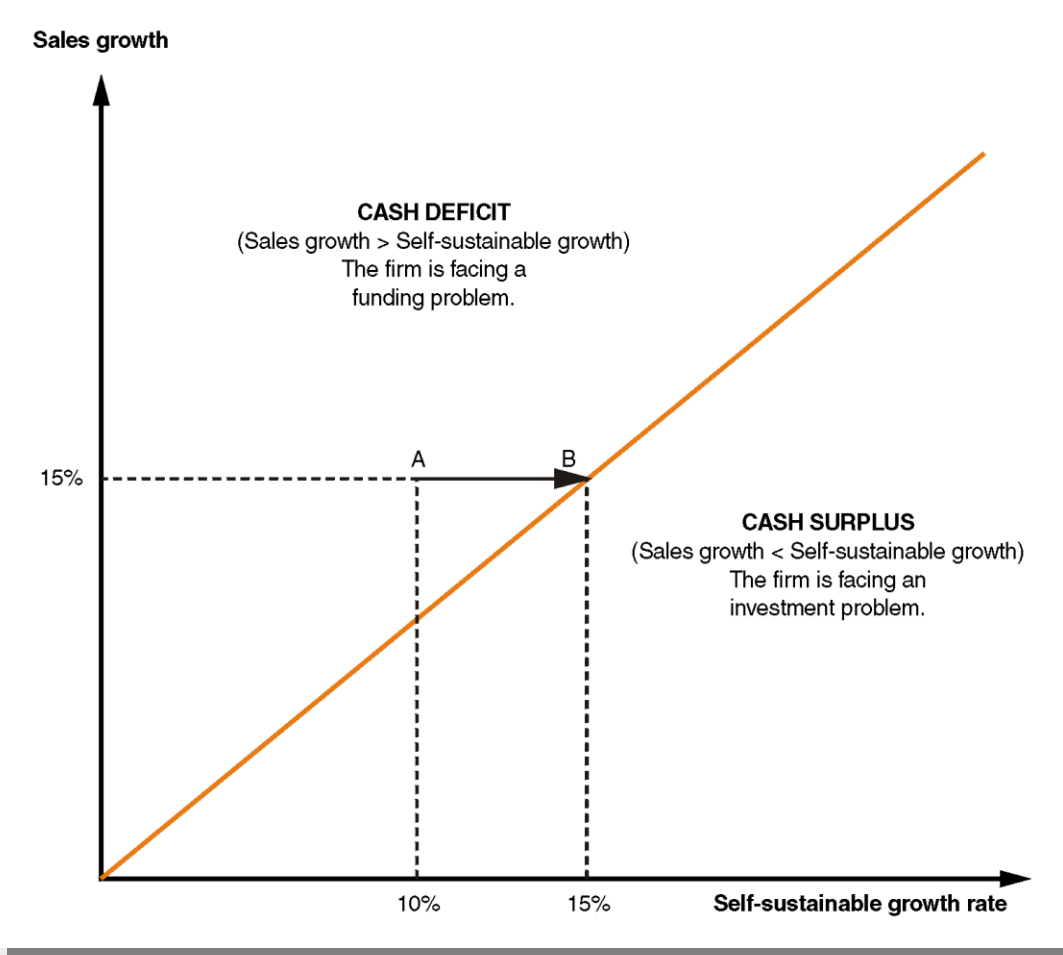 Sales growth
CASH DEFICIT
(Sales growth > Self-sustainable growth)
The firm is facing a
funding problem.
A
B
15%
CASH SURPLUS
(Sales growth < Self-sustainable growth)
The firm is facing an
investment problem.
10%
15%
Self-sustainable growth rate